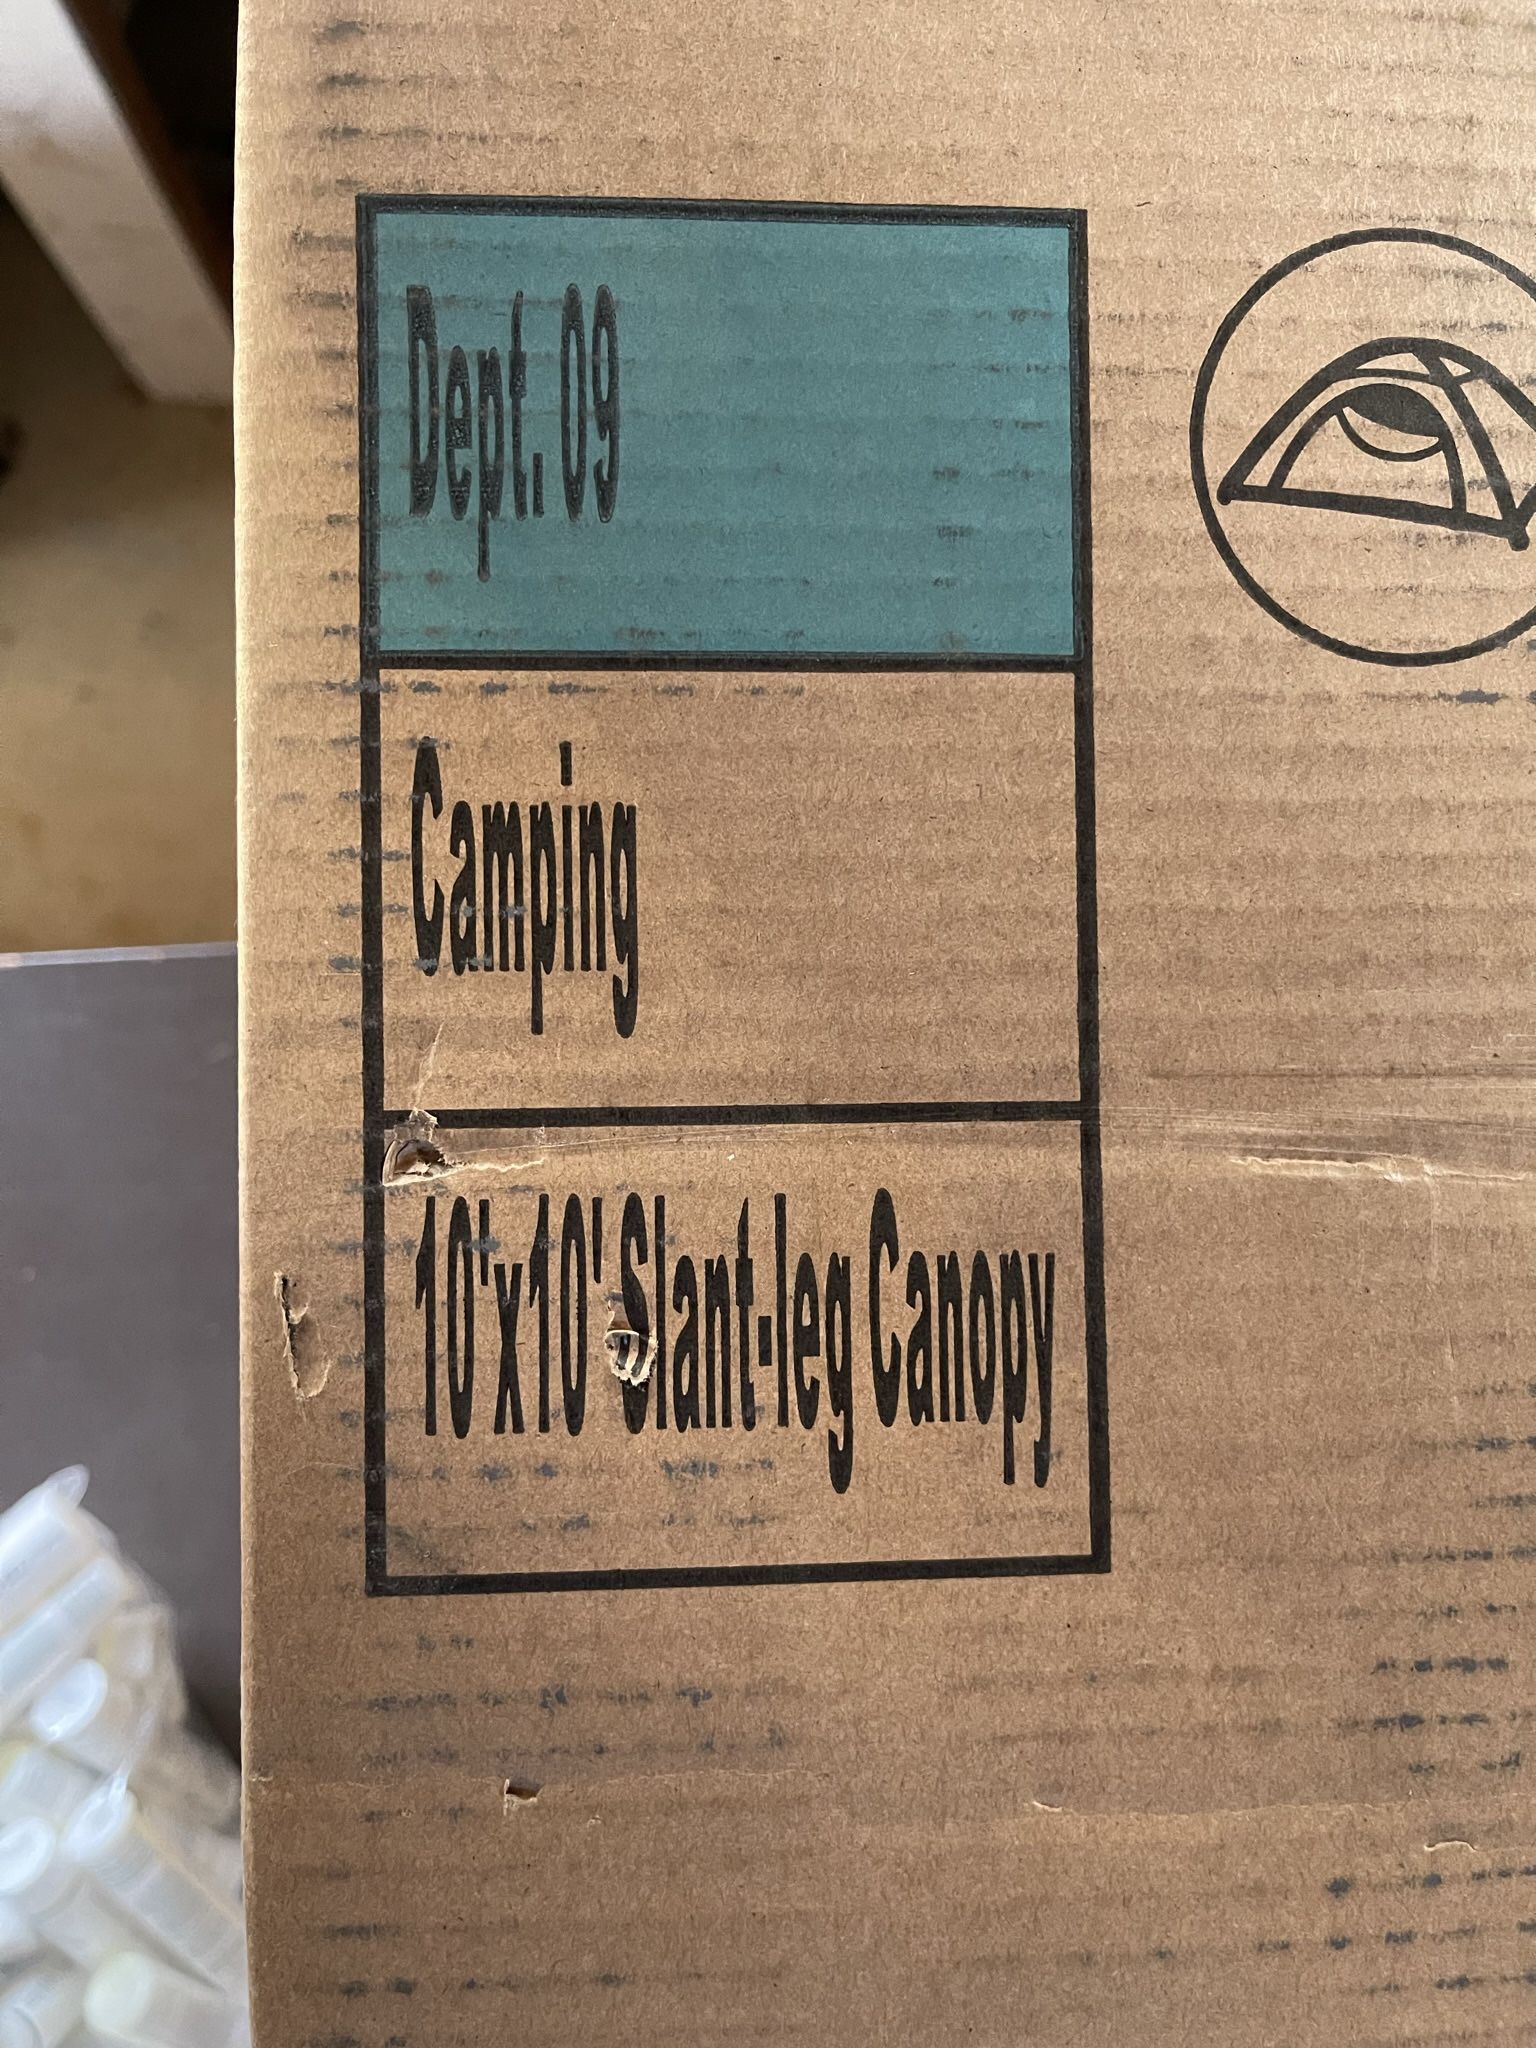 Dept. 09
Camping
10'x10' Slant-leg Canopy